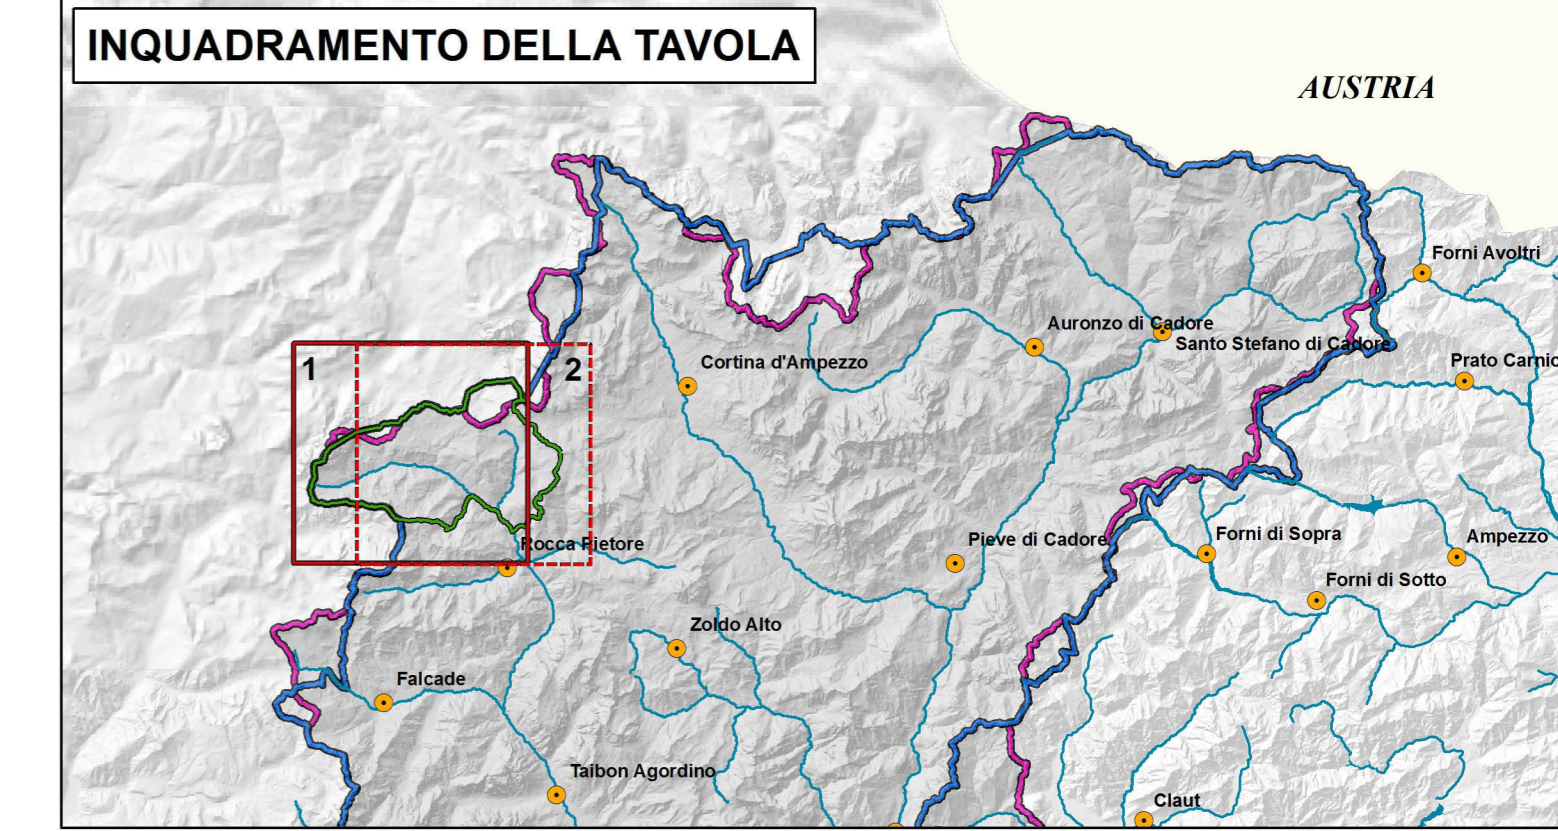 INQUADRAMENTO DELLA TAVOLA
AUSTRIA
Forni Avoltri
Auronzo di Cadore
Santo Stefano di Cadore
Prato Carnic
Cortina d'Ampezzo
1
2
Rocca Pietore
Pieve di Cadore
Forni di Sopra
Ampezzo
Forni di Sotto
Zoldo Alto
Falcade
Taibon Agordino
Claut